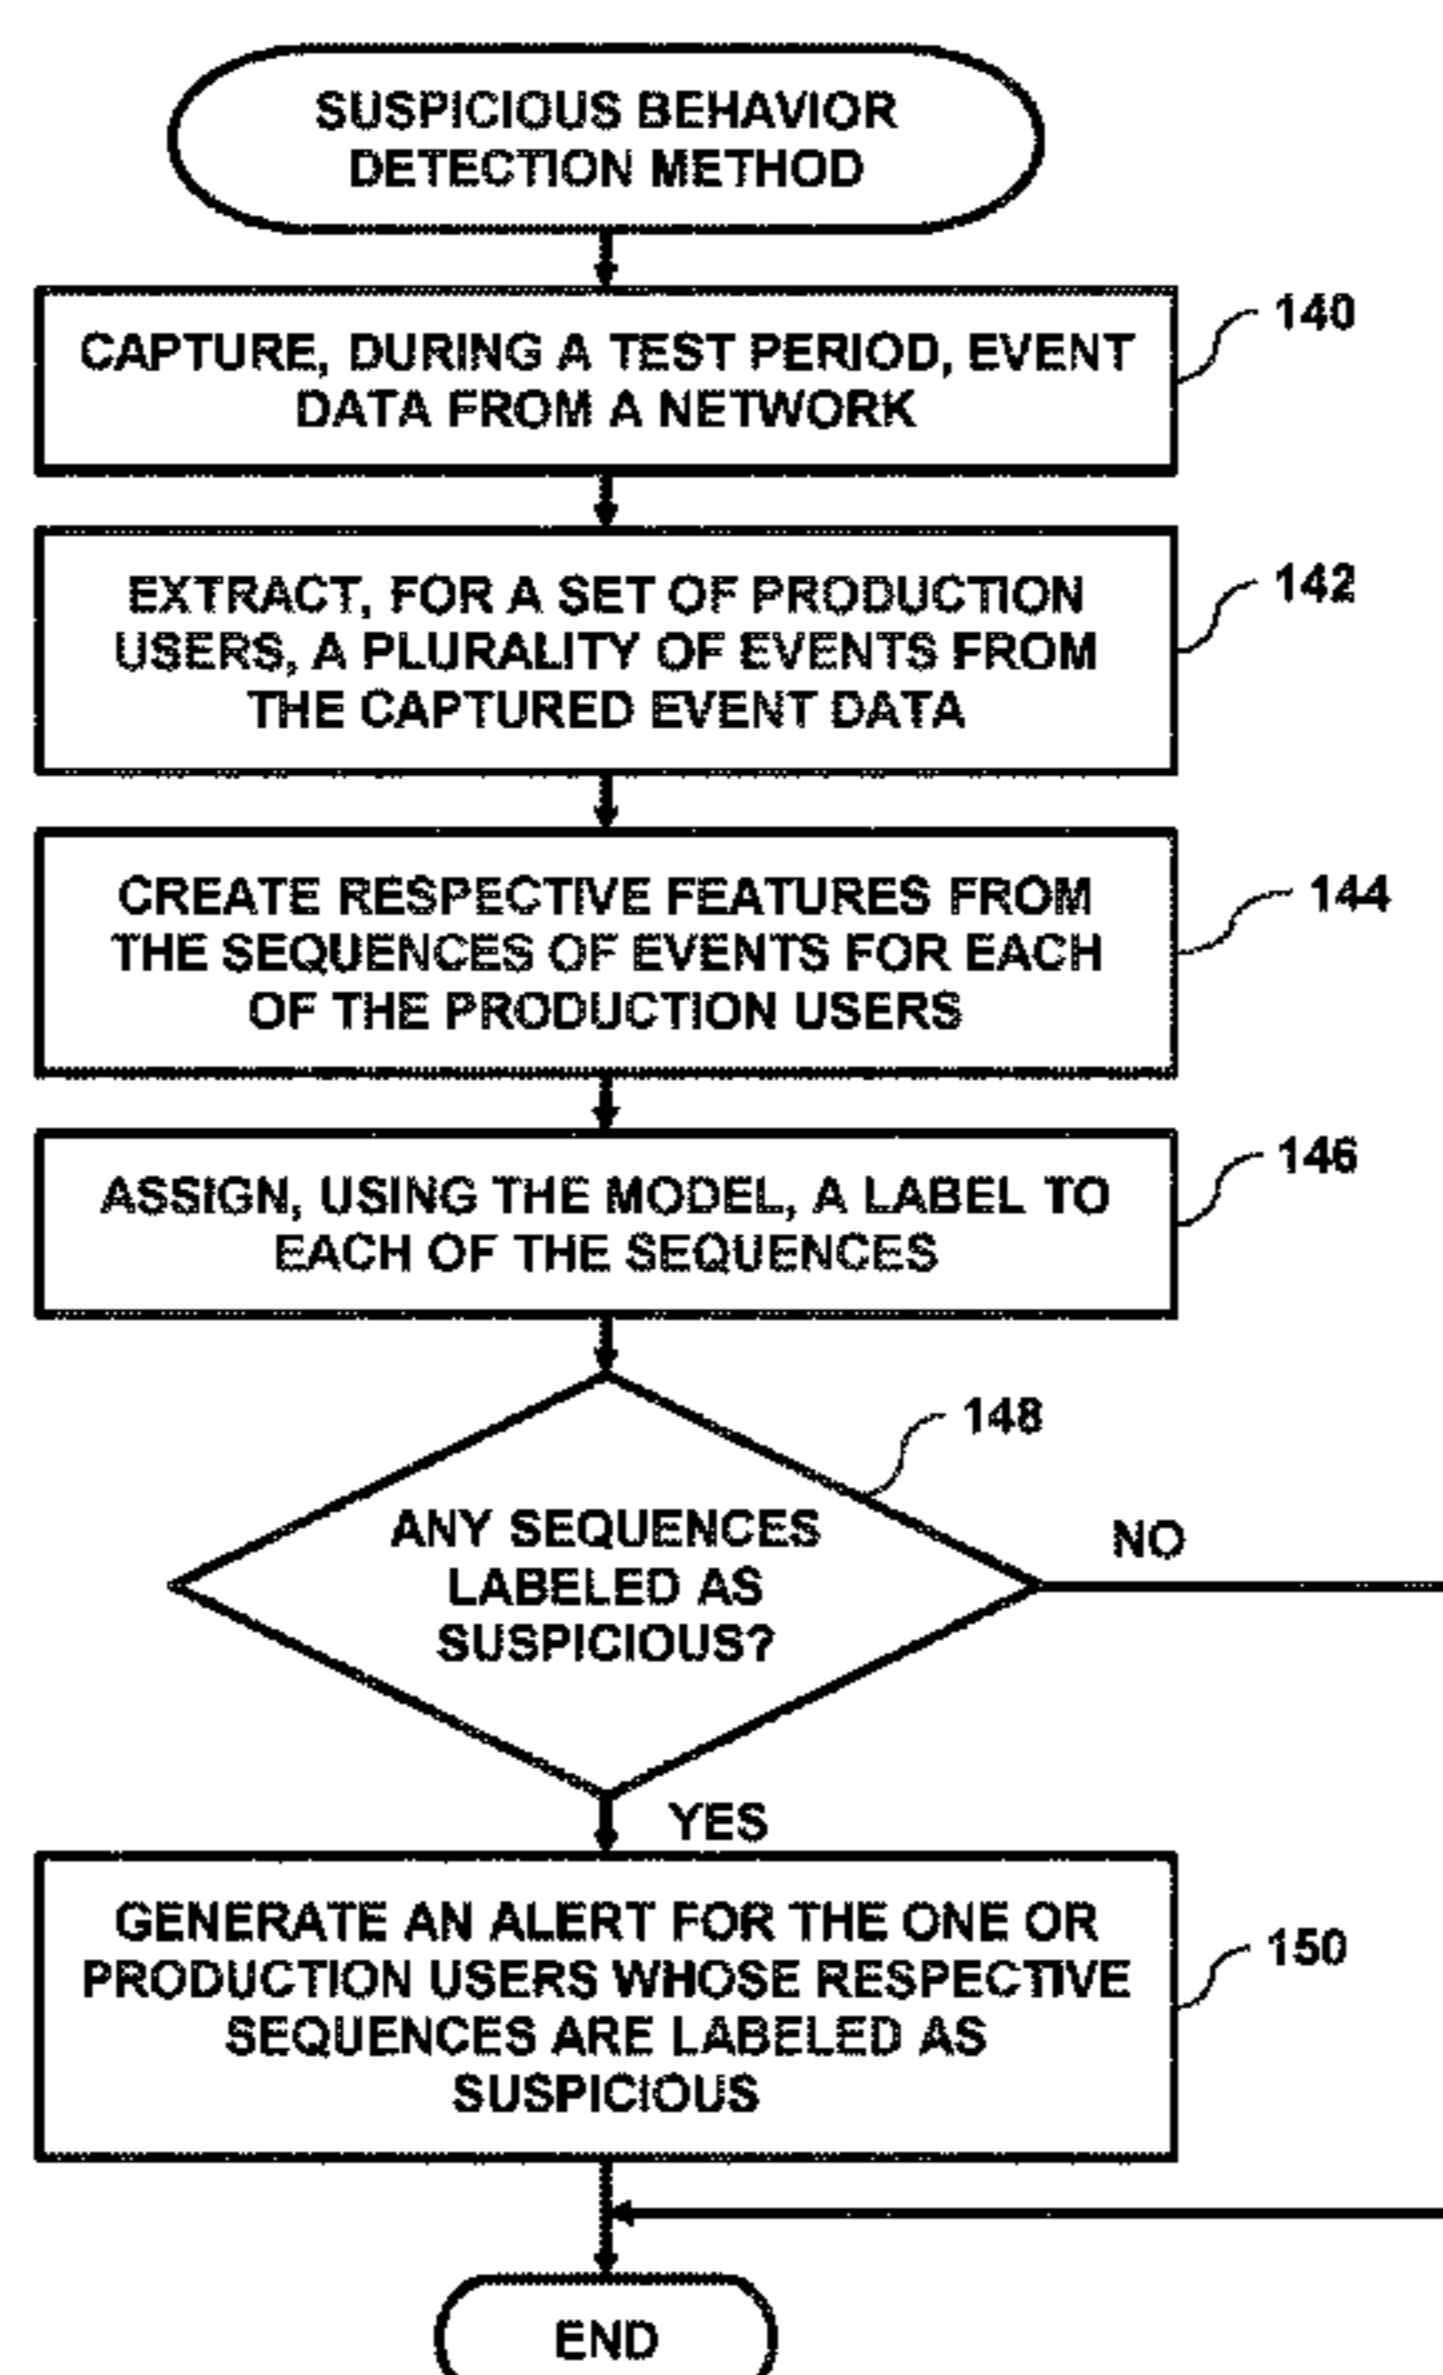 SUSPICIOUS BEHAVIOR
DETECTION METHOD
CAPTURE, DURING A TEST PERIOD, EVENT
DATA FROM A NETWORK
140
EXTRACT, FOR A SET OF PRODUCTION
USERS, A PLURALITY OF EVENTS FROM
THE CAPTURED EVENT DATA
142
CREATE RESPECTIVE FEATURES FROM
THE SEQUENCES OF EVENTS FOR EACH
OF THE PRODUCTION USERS
144
ASSIGN, USING THE MODEL, A LABEL TO
EACH OF THE SEQUENCES
146
ANY SEQUENCES
LABELED AS
SUSPICIOUS?
148
NO
YES
GENERATE AN ALERT FOR THE ONE OR
PRODUCTION USERS WHOSE RESPECTIVE
SEQUENCES ARE LABELED AS
SUSPICIOUS
150
END